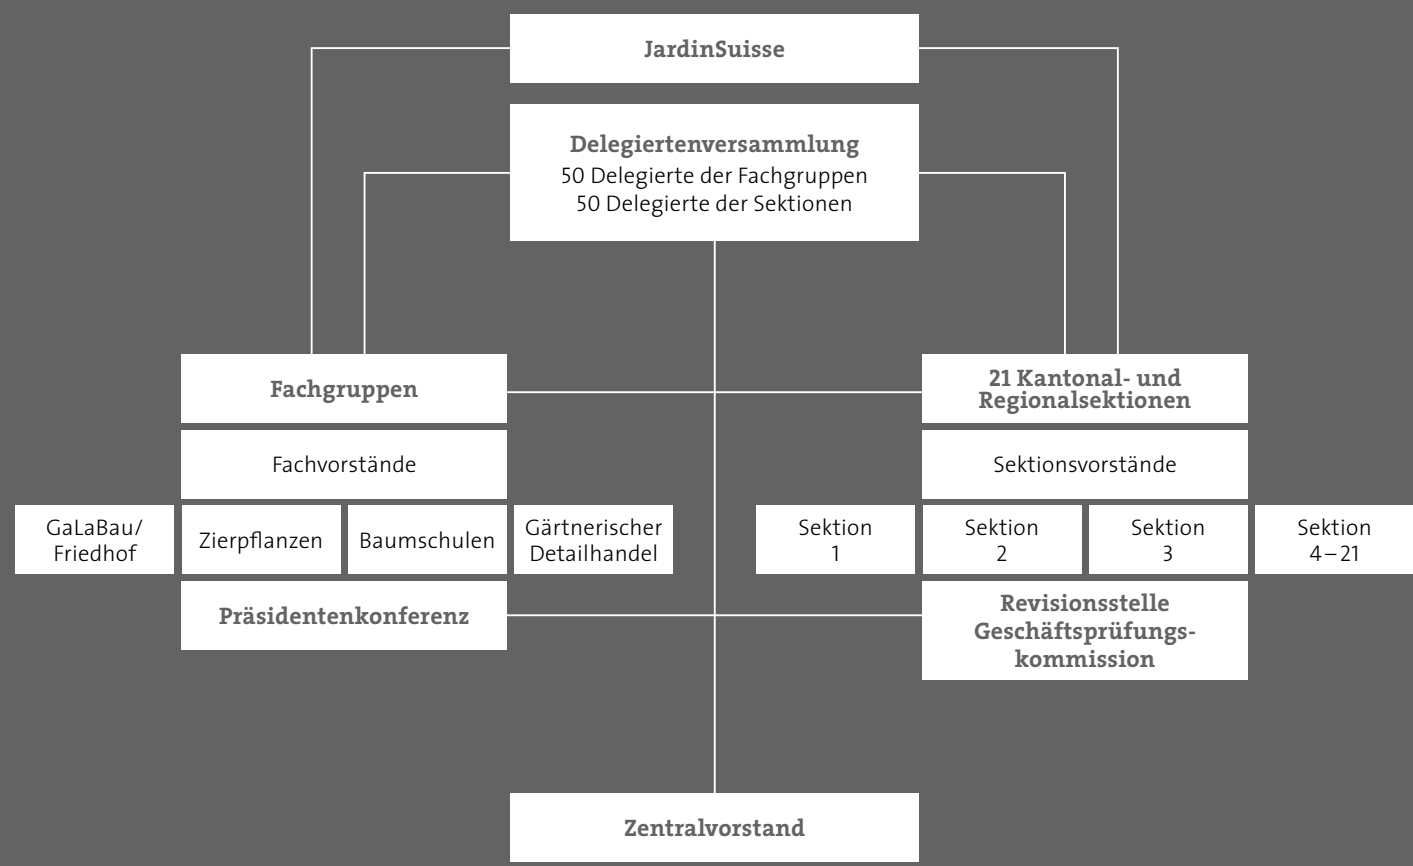 JardinSuisse
Delegiertenversammlung
50 Delegierte der Fachgruppen
50 Delegierte der Sektionen
Fachgruppen
21 Kantonal- und
Regionalsektionen
Fachvorstände
Sektionsvorstände
GaLaBau/
Friedhof
Zierpflanzen
Baumschulen
Gärtnerischer
Detailhandel
Sektion
1
Sektion
2
Sektion
3
Sektion
4–21
Präsidentenkonferenz
Revisionsstelle
Geschäftsprüfungs-
kommission
Zentralvorstand